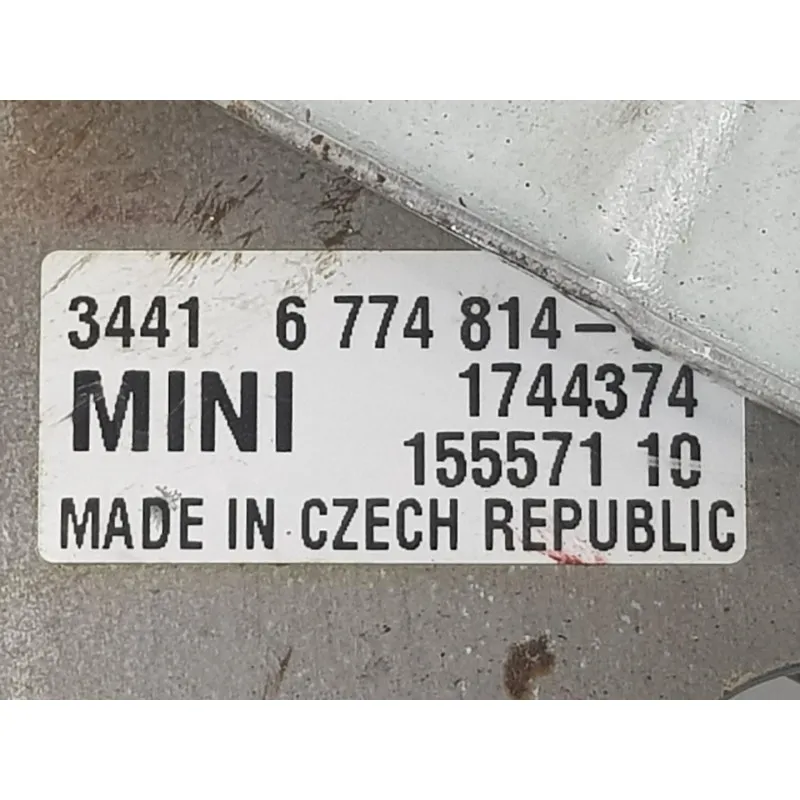 3441 6 774 814-
MINI 1744374
155571 10
MADE IN CZECH REPUBLIC